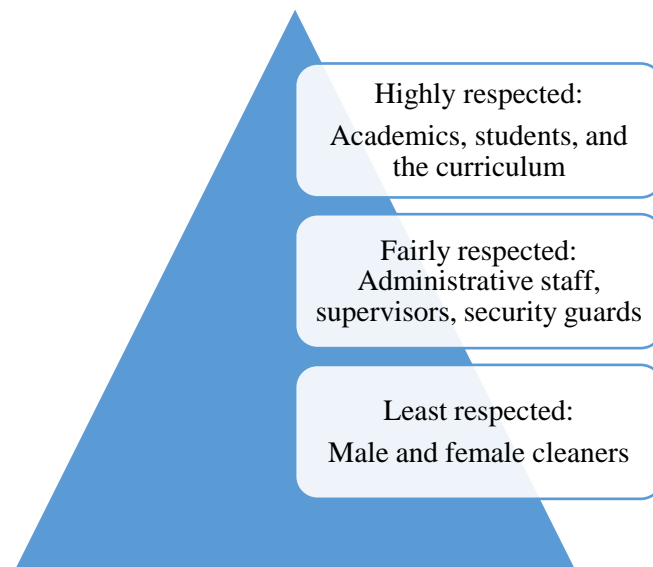 Highly respected:
Academics, students, and
the curriculum
Fairly respected:
Administrative staff,
supervisors, security guards
Least respected:
Male and female cleaners